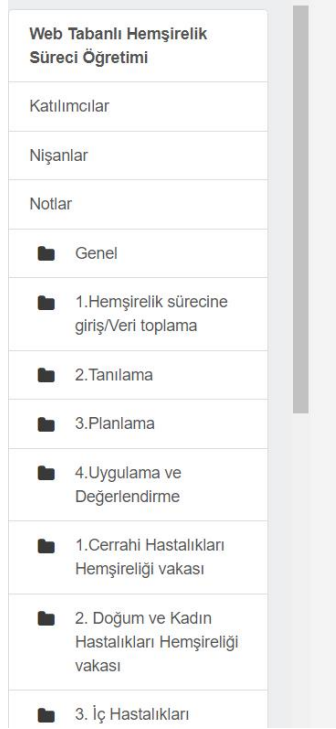 Web Tabanlı Hemşirelik
Süreci Öğretimi
Katılımcılar
Nişanlar
Notlar
Genel
1.Hemşirelik sürecine
giriş/Veri toplama
2.Tanılama
3.Planlama
4.Uygulama ve
Değerlendirme
1.Cerrahi Hastalıkları
Hemşireliği vakası
2. Doğum ve Kadın
Hastalıkları Hemşireliği
vakası
3. İç Hastalıkları